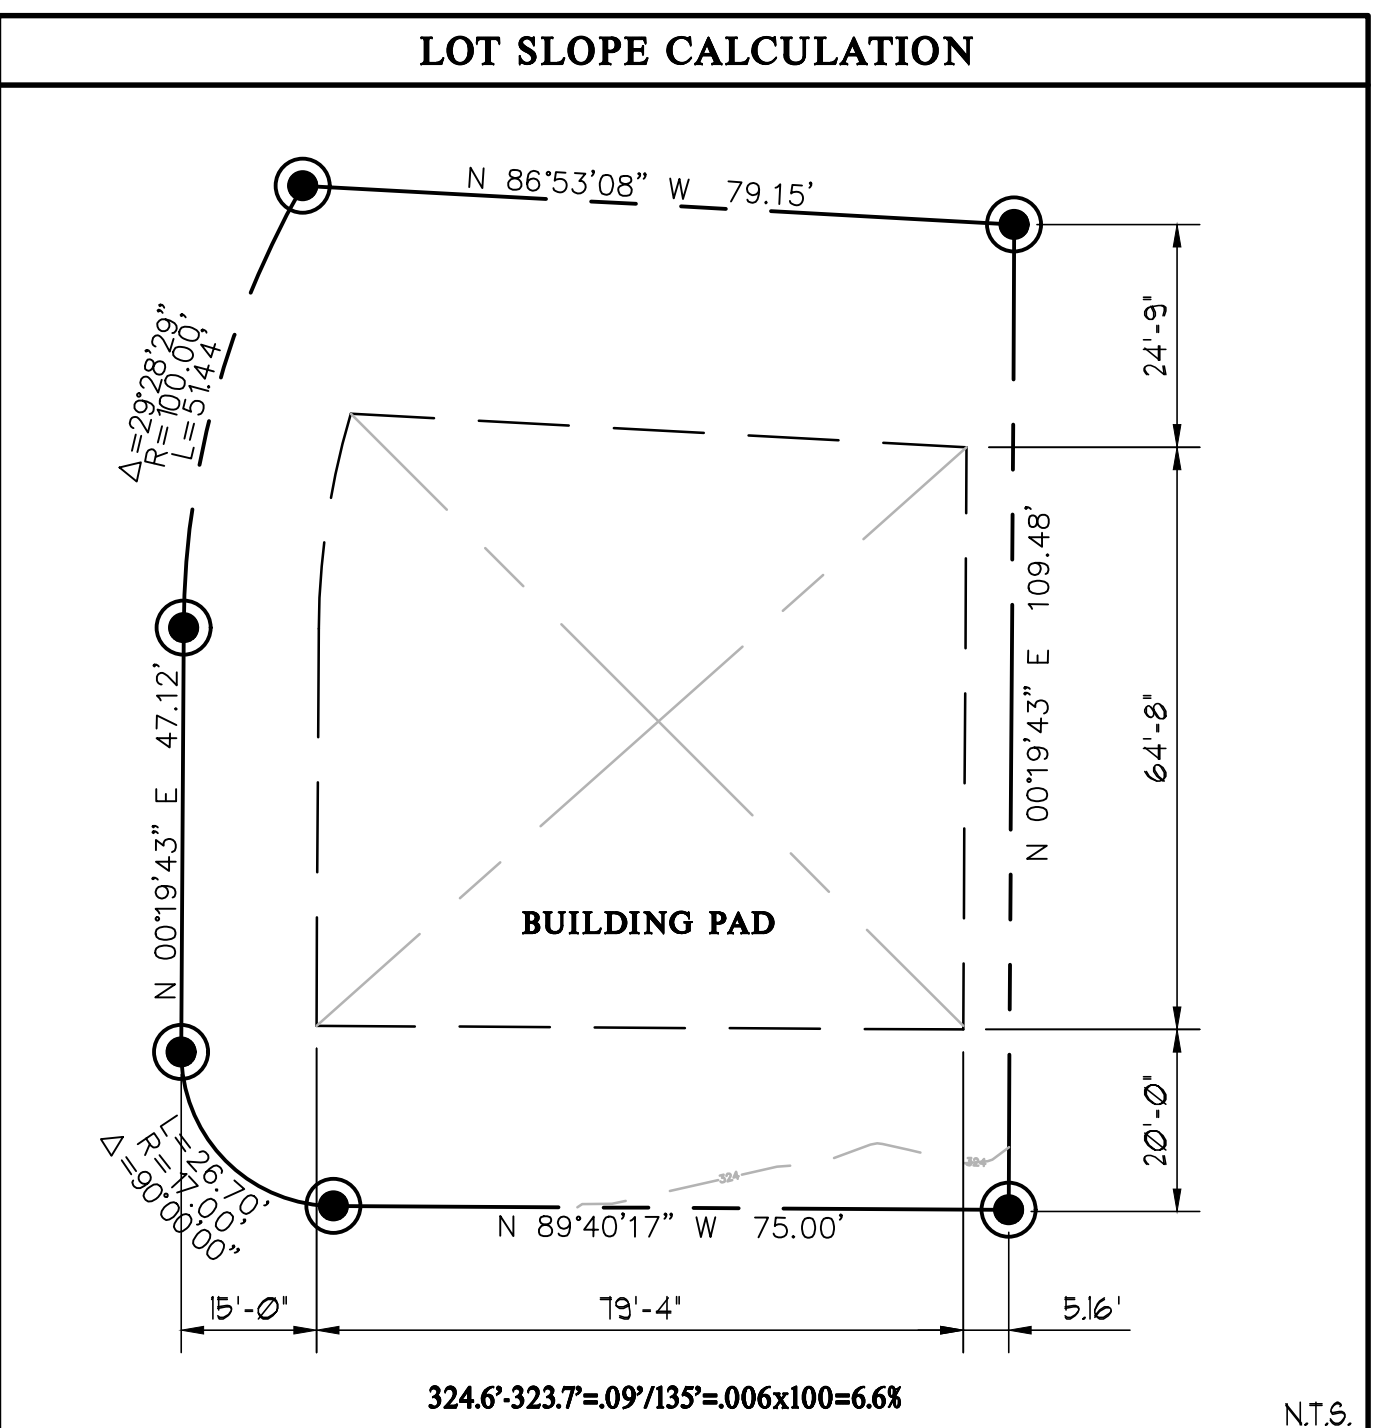 LOT SLOPE CALCULATION
N 86°53'08" W 79.15'
Δ=29°28'29"
R=100.00'
L=51.44'
24'-9"
N 00°19'43" E 109.48'
64'-8"
N 00°19'43" E 47.12'
BUILDING PAD
20'-0"
L=26.70'
R=17.00'
Δ=90°00'00"
324
324
N 89°40'17" W 75.00'
15'-0"
79'-4"
5.16'
324.6'-323.7'=.09'/135'=.006x100=6.6%
N.T.S.